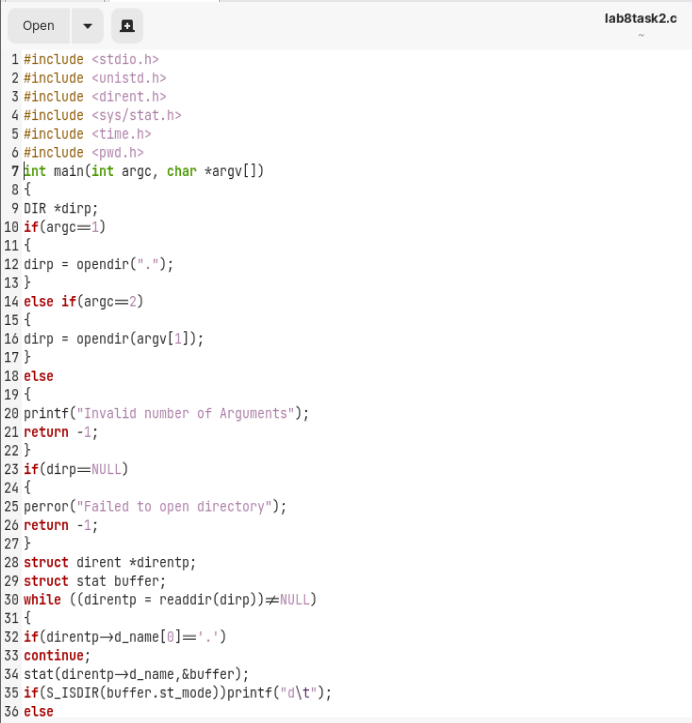 Open
lab8task2.c
~
1 #include <stdio.h>
2 #include <unistd.h>
3 #include <dirent.h>
4 #include <sys/stat.h>
5 #include <time.h>
6 #include <pwd.h>
7 int main(int argc, char *argv[])
8 {
9 DIR *dirp;
10 if(argc==1)
11 {
12 dirp = opendir(".");
13 }
14 else if(argc==2)
15 {
16 dirp = opendir(argv[1]);
17 }
18 else
19 {
20 printf("Invalid number of Arguments");
21 return -1;
22 }
23 if(dirp==NULL)
24 {
25 perror("Failed to open directory");
26 return -1;
27 }
28 struct dirent *direntp;
29 struct stat buffer;
30 while ((direntp = readdir(dirp))!=NULL)
31 {
32 if(direntp->d_name[0]=='.')
33 continue;
34 stat(direntp->d_name,&buffer);
35 if(S_ISDIR(buffer.st_mode))printf("d\t");
36 else